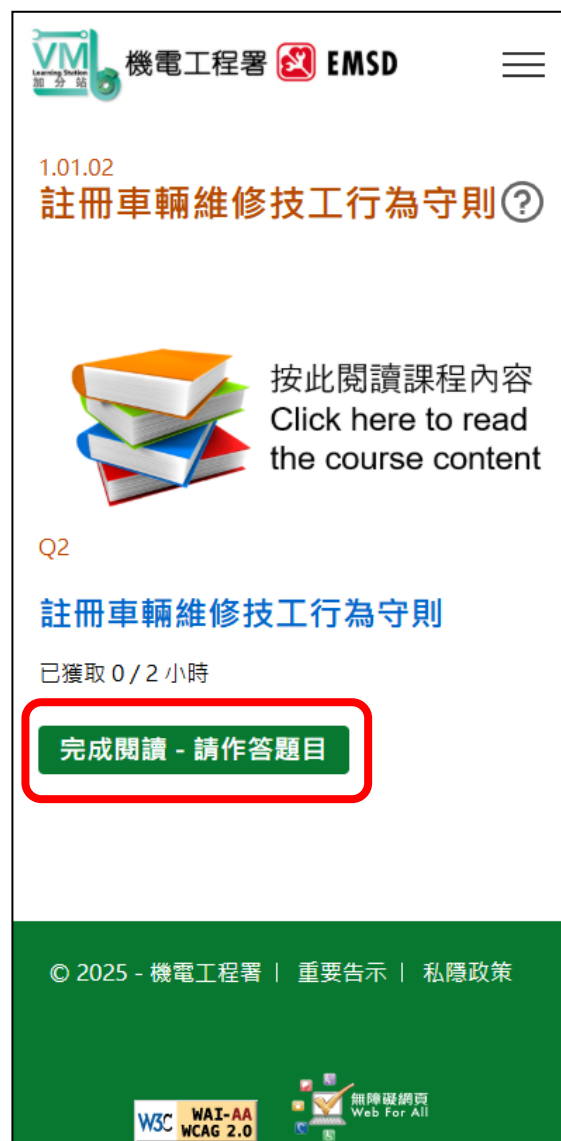 VM
Learning Station
加 分 站
機電工程署 EMSD
1.01.02
註冊車輛維修技工行為守則?
按此閱讀課程內容
Click here to read
the course content
Q2
註冊車輛維修技工行為守則
已獲取 0 / 2 小時
完成閱讀 - 請作答題目
© 2025 - 機電工程署 | 重要告示 | 私隱政策
W3C WAI-AA
WCAG 2.0
無障礙網頁
Web For All